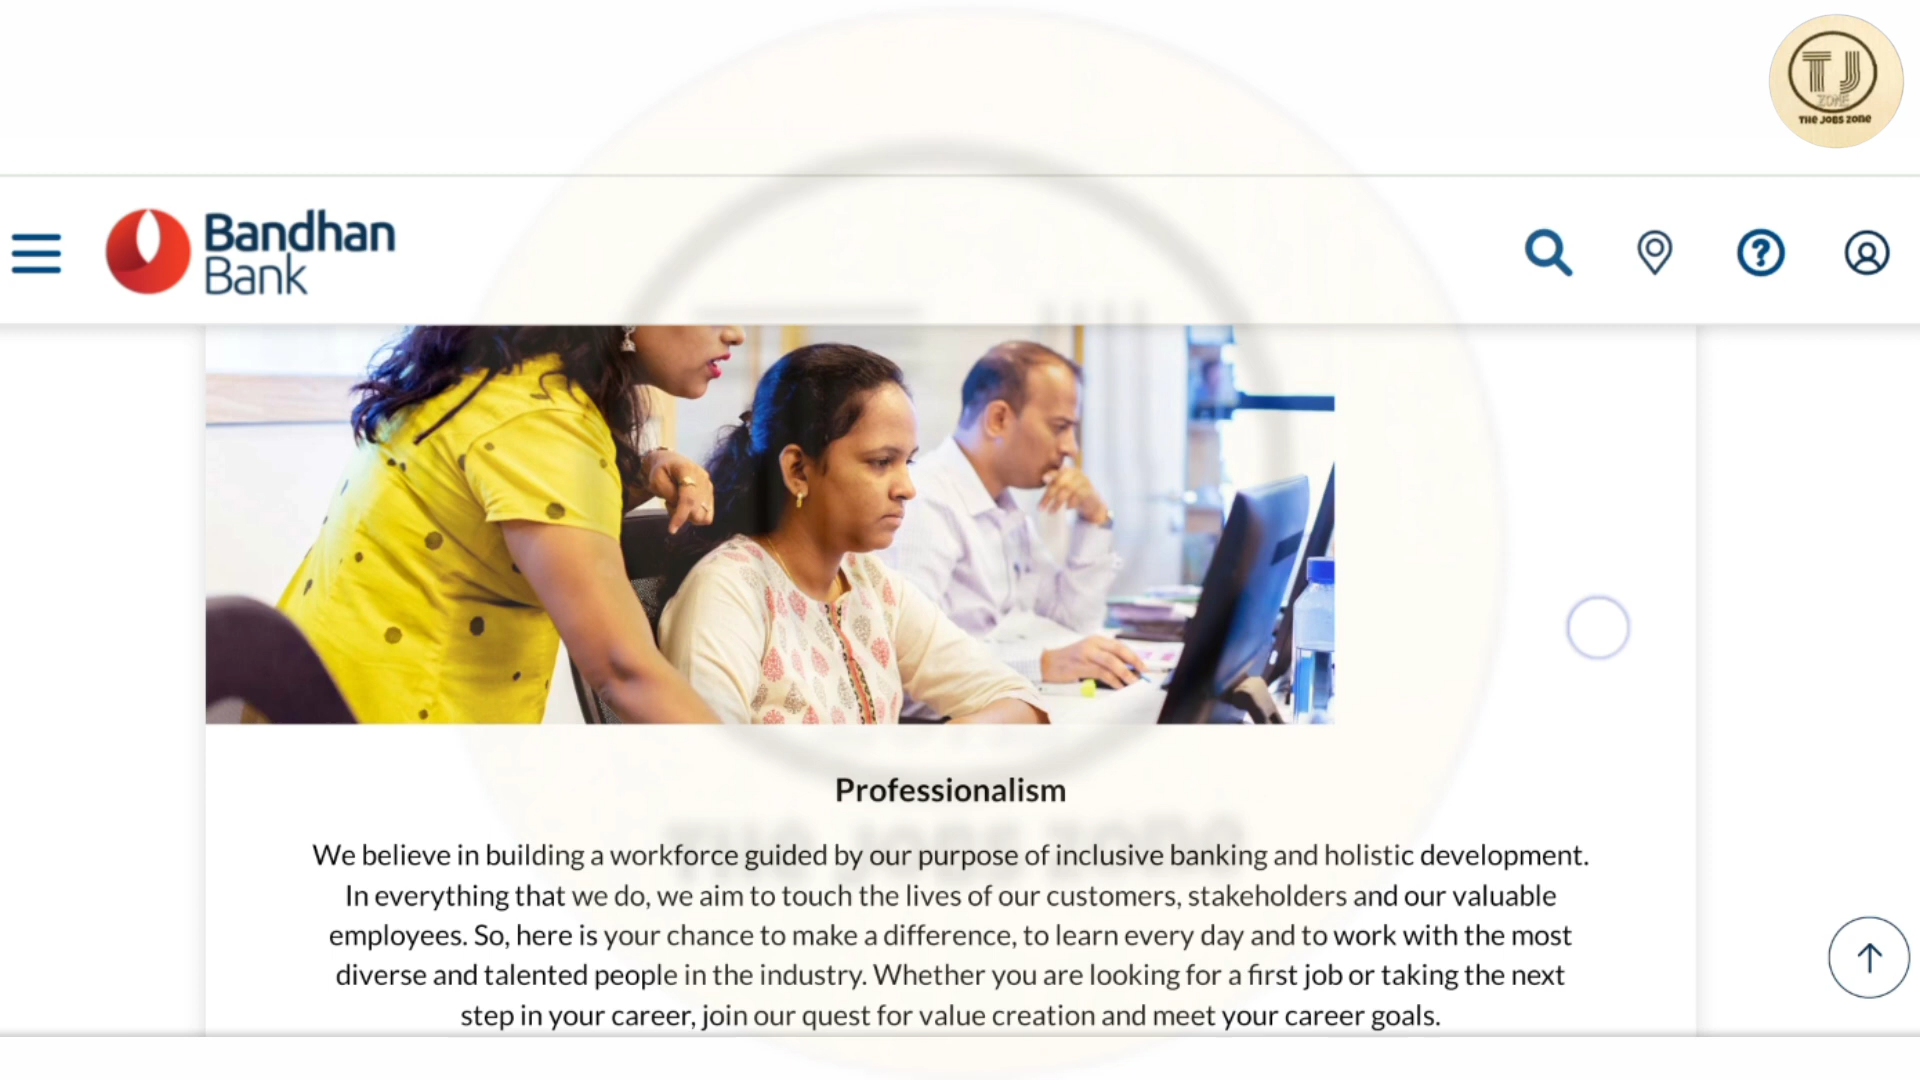 TJ
ZONE
THE JOBS ZONE
Bandhan
Bank
Professionalism
THE JOBS ZONE
We believe in building a workforce guided by our purpose of inclusive banking and holistic development.
In everything that we do, we aim to touch the lives of our customers, stakeholders and our valuable
employees. So, here is your chance to make a difference, to learn every day and to work with the most
diverse and talented people in the industry. Whether you are looking for a first job or taking the next
step in your career, join our quest for value creation and meet your career goals.